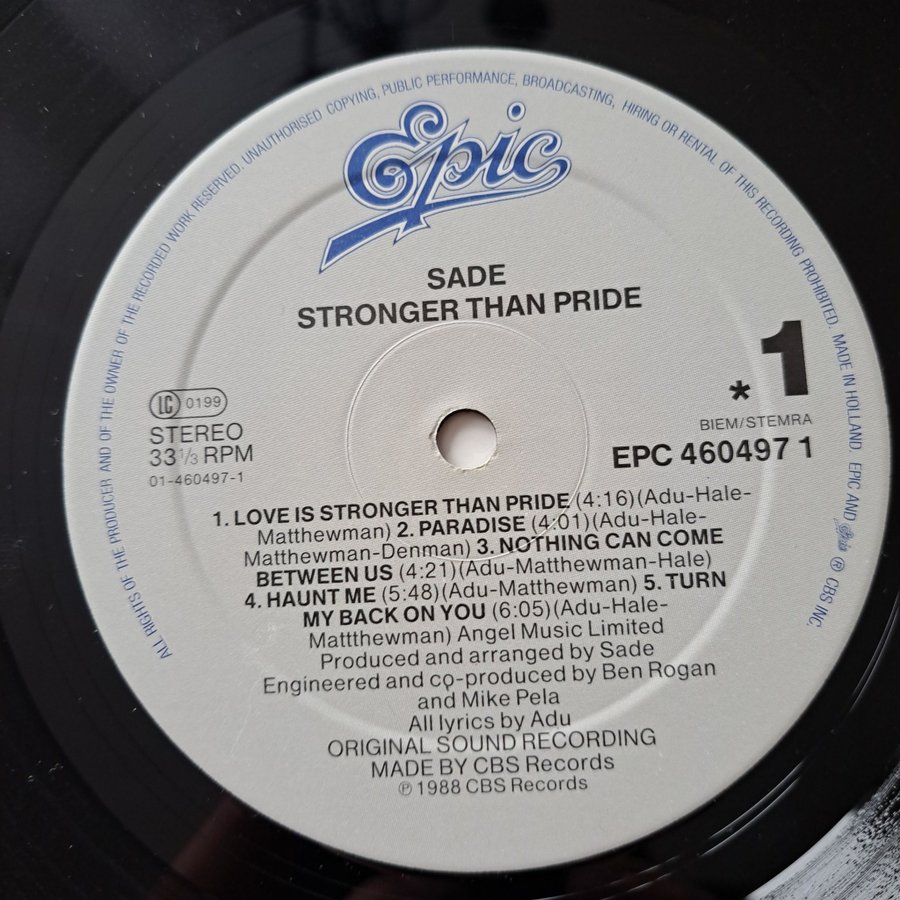 ALL RIGHTS OF THE PRODUCER AND OF THE OWNER OF THE RECORDED WORK RESERVED. UNAUTHORISED COPYING, PUBLIC PERFORMANCE, BROADCASTING, HIRING OR RENTAL OF THIS RECORDING PROHIBITED. MADE IN HOLLAND. EPIC AND Epic ® CBS INC.
Epic
SADE
STRONGER THAN PRIDE
* 1
LC 0199
STEREO
33 1/3 RPM
01-460497-1
BIEM/STEMRA
EPC 460497 1
1. LOVE IS STRONGER THAN PRIDE (4:16)(Adu-Hale-
Matthewman) 2. PARADISE (4:01)(Adu-Hale-
Matthewman-Denman) 3. NOTHING CAN COME
BETWEEN US (4:21)(Adu-Matthewman-Hale)
4. HAUNT ME (5:48)(Adu-Matthewman) 5. TURN
MY BACK ON YOU (6:05)(Adu-Hale-
Mattthewman) Angel Music Limited
Produced and arranged by Sade
Engineered and co-produced by Ben Rogan
and Mike Pela
All lyrics by Adu
ORIGINAL SOUND RECORDING
MADE BY CBS Records
℗ 1988 CBS Records